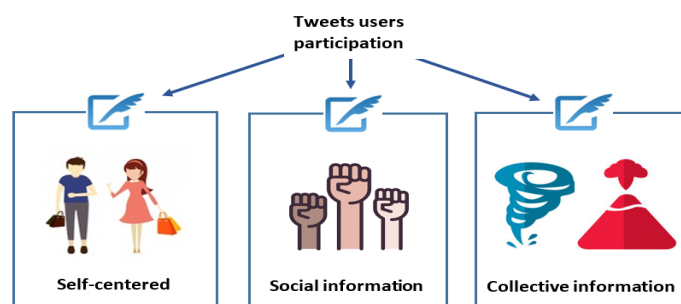 Tweets users
participation
Self-centered
Social information
Collective information